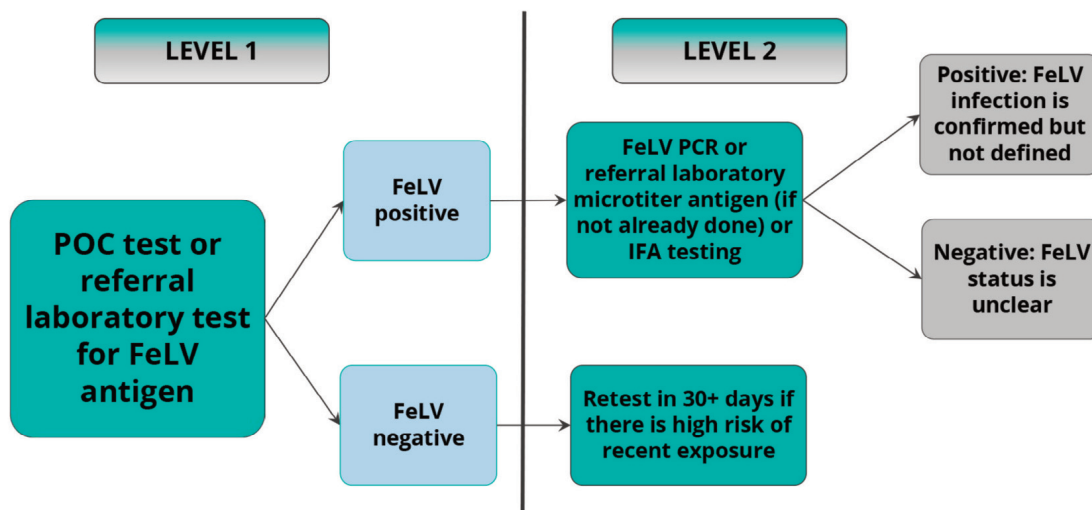 LEVEL 1
POC test or
referral
laboratory test
for FeLV
antigen
FeLV
positive
FeLV
negative
LEVEL 2
FeLV PCR or
referral laboratory
microtiter antigen (if
not already done) or
IFA testing
Retest in 30+ days if
there is high risk of
recent exposure
Positive: FeLV
infection is
confirmed but
not defined
Negative: FeLV
status is
unclear